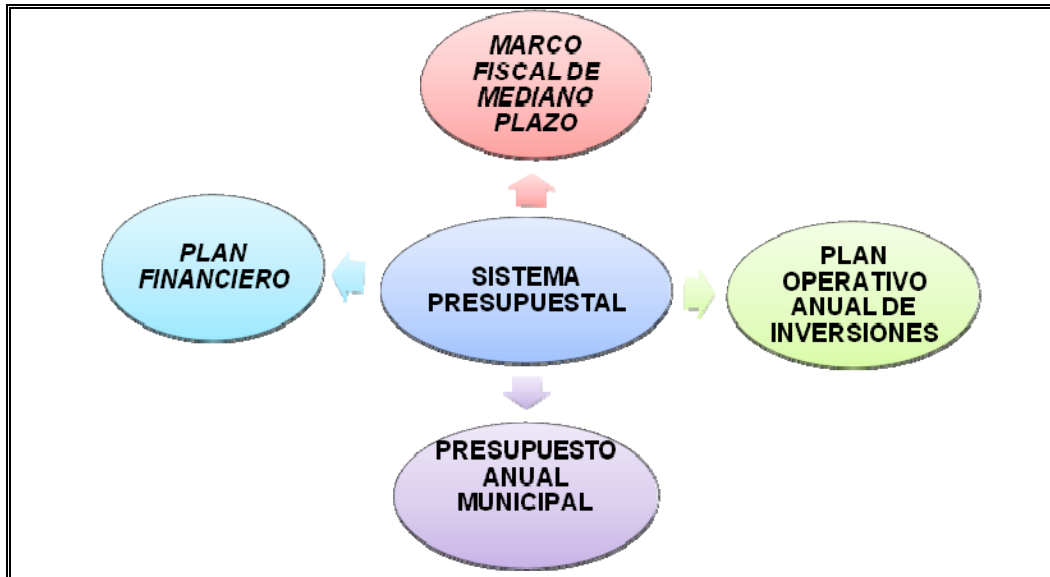 MARCO
FISCAL DE
MEDIANO
PLAZO
PLAN
FINANCIERO
SISTEMA
PRESUPUESTAL
PLAN
OPERATIVO
ANUAL DE
INVERSIONES
PRESUPUESTO
ANUAL
MUNICIPAL